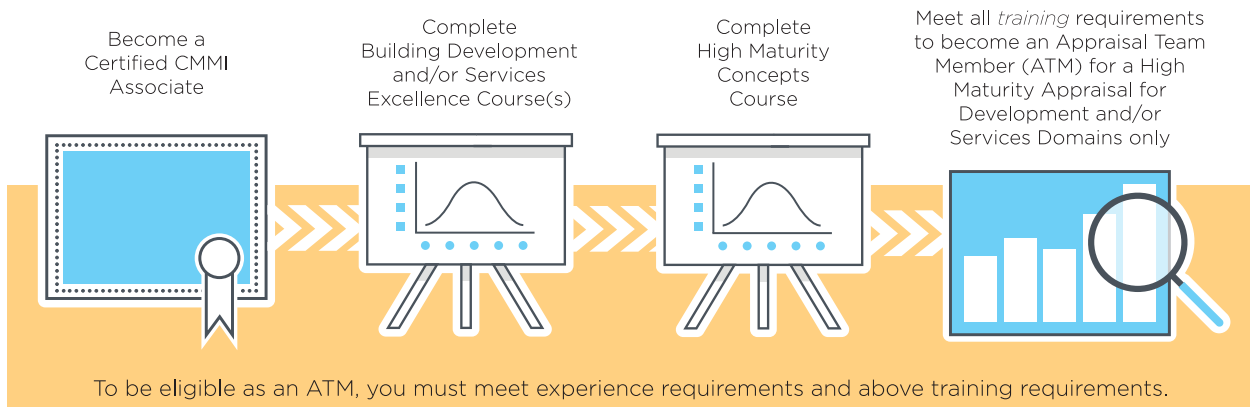 Become a
Certified CMMI
Associate
Complete
Building Development
and/or Services
Excellence Course(s)
Complete
High Maturity
Concepts
Course
Meet all training requirements
to become an Appraisal Team
Member (ATM) for a High
Maturity Appraisal for
Development and/or
Services Domains only
To be eligible as an ATM, you must meet experience requirements and above training requirements.